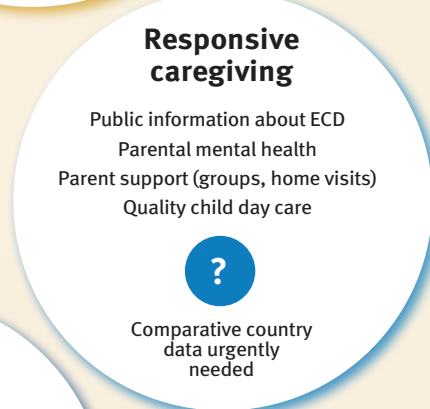 Responsive
caregiving
Public information about ECD
Parental mental health
Parent support (groups, home visits)
Quality child day care
?
Comparative country
data urgently
needed